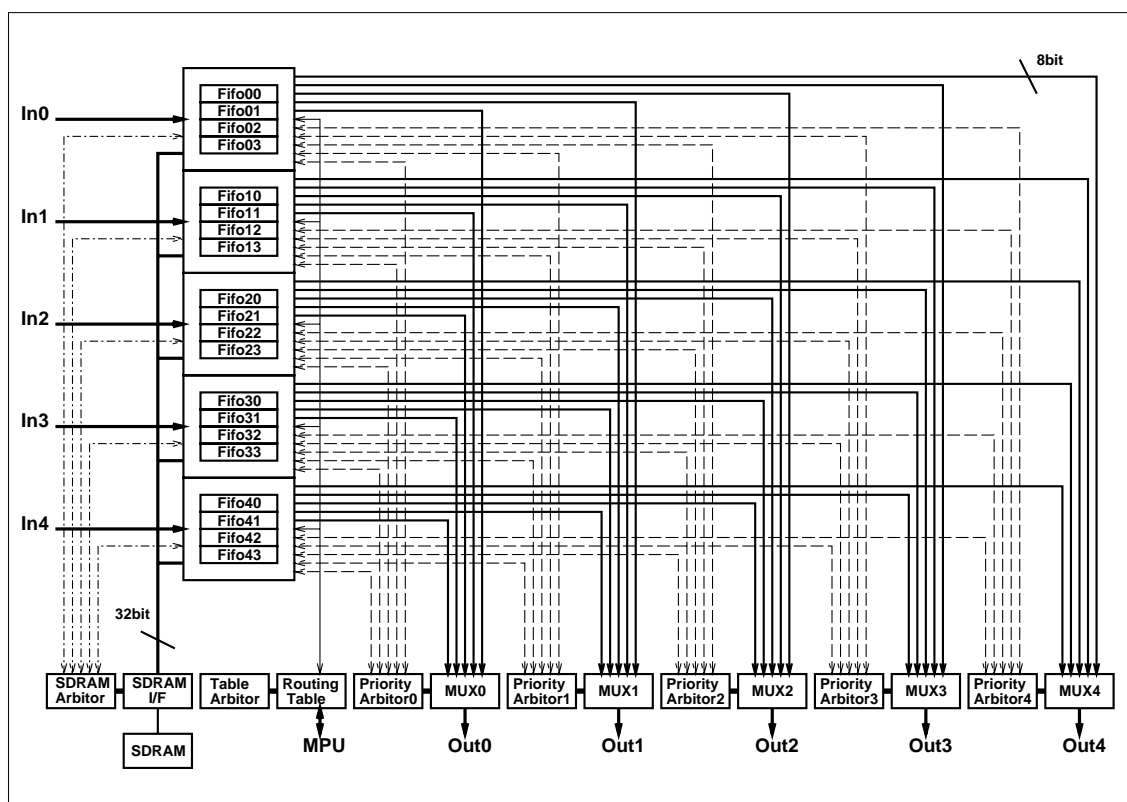 8bit
Fifo00
Fifo01
In0
Fifo02
Fifo03
Fifo10
In1
Fifo11
Fifo12
Fifo13
Fifo20
In2
Fifo21
Fifo22
Fifo23
Fifo30
In3
Fifo31
Fifo32
Fifo33
Fifo40
In4
Fifo41
Fifo42
Fifo43
32bit
SDRAM
Arbitor
SDRAM
I/F
Table
Arbitor
Routing
Table
Priority
Arbitor0
MUX0
Priority
Arbitor1
MUX1
Priority
Arbitor2
MUX2
Priority
Arbitor3
MUX3
Priority
Arbitor4
MUX4
SDRAM
MPU
Out0
Out1
Out2
Out3
Out4